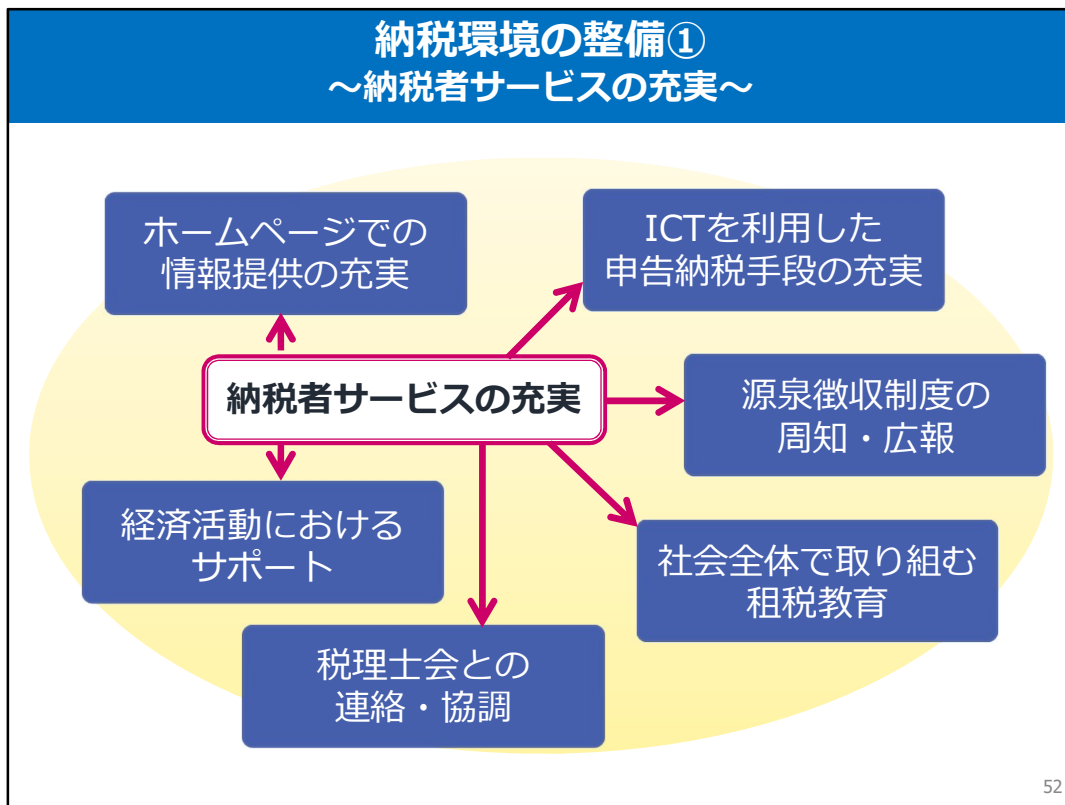 納税環境の整備①
～納税者サービスの充実～
ホームページでの
情報提供の充実
ICTを利用した
申告納税手段の充実
納税者サービスの充実
源泉徴収制度の
周知・広報
経済活動における
サポート
社会全体で取り組む
租税教育
税理士会との
連絡・協調
52